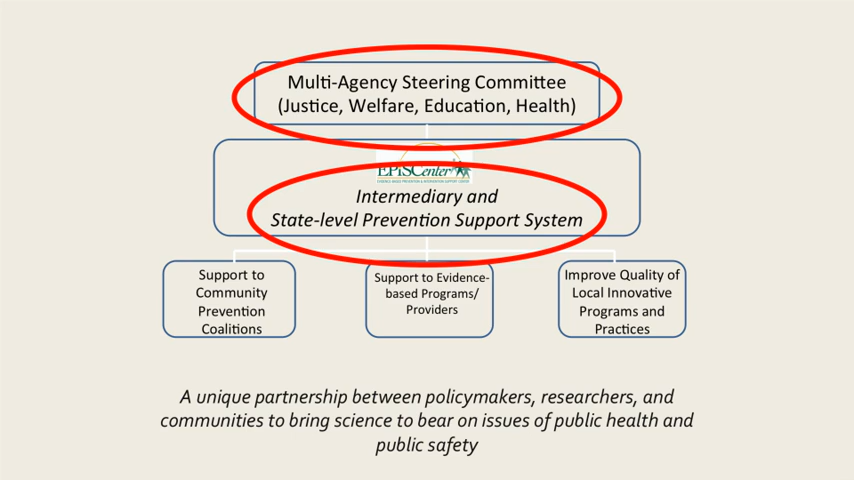 Multi-Agency Steering Committee
(Justice, Welfare, Education, Health)
EPISCenter
Intermediary and
State-level Prevention Support System
Support to
Community
Prevention
Coalitions
Support to Evidence-
based Programs/
Providers
Improve Quality of
Local Innovative
Programs and
Practices
A unique partnership between policymakers, researchers, and
communities to bring science to bear on issues of public health and
public safety